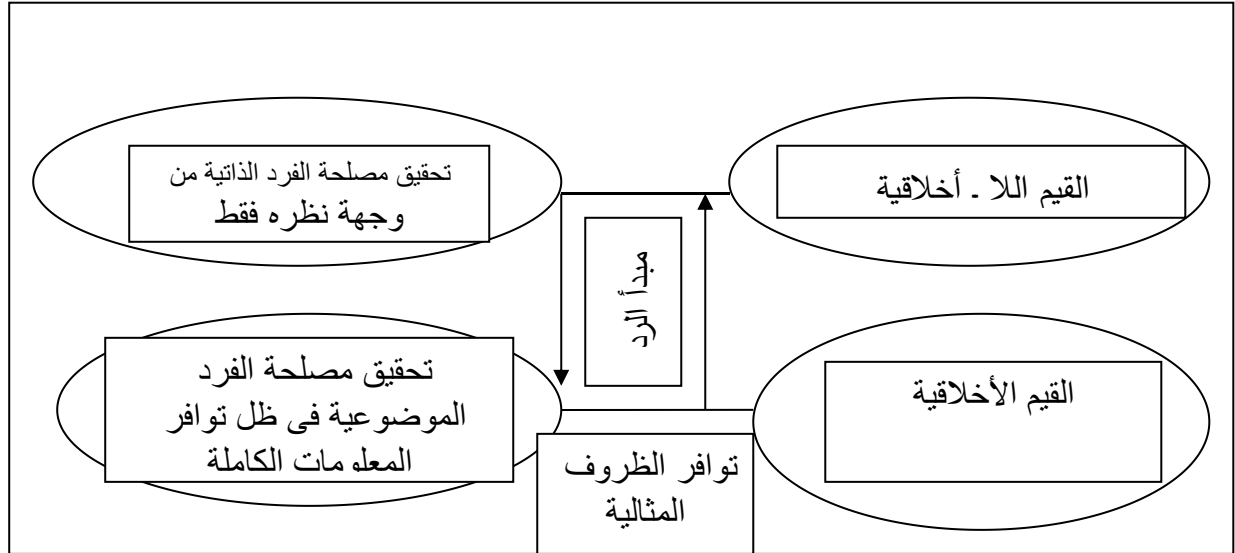 القيم اللا ـ أخلاقية
تحقيق مصلحة الفرد الذاتية من
وجهة نظره فقط
مبدأ الرد
القيم الأخلاقية
تحقيق مصلحة الفرد
الموضوعية فى ظل توافر
المعلومات الكاملة
توافر الظروف
المثالية